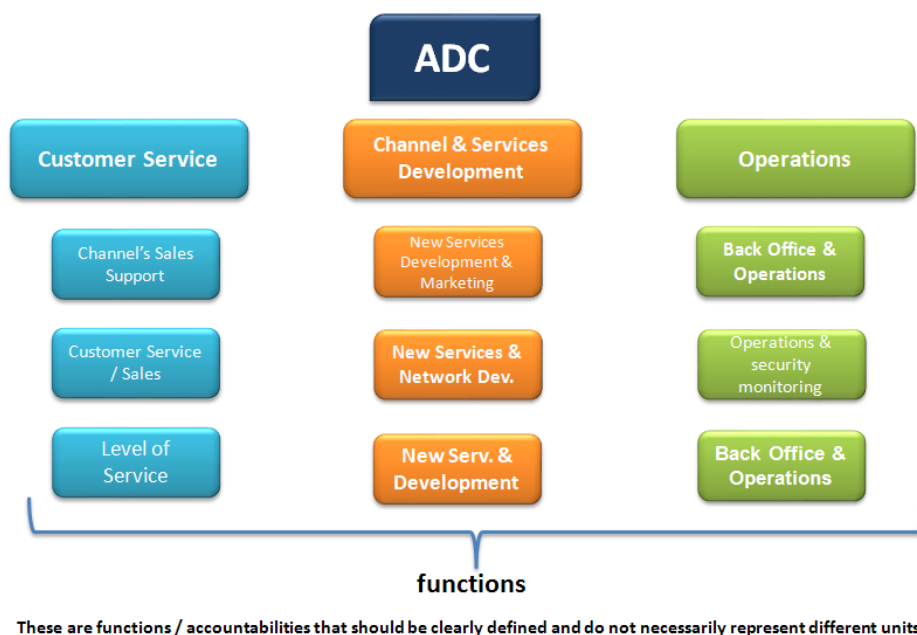 ADC
Customer Service
Channel & Services
Development
Operations
Channel's Sales
Support
New Services
Development &
Marketing
Back Office &
Operations
Customer Service
/ Sales
New Services &
Network Dev.
Operations &
security
monitoring
Level of
Service
New Serv. &
Development
Back Office &
Operations
functions
These are functions / accountabilities that should be clearly defined and do not necessarily represent different units